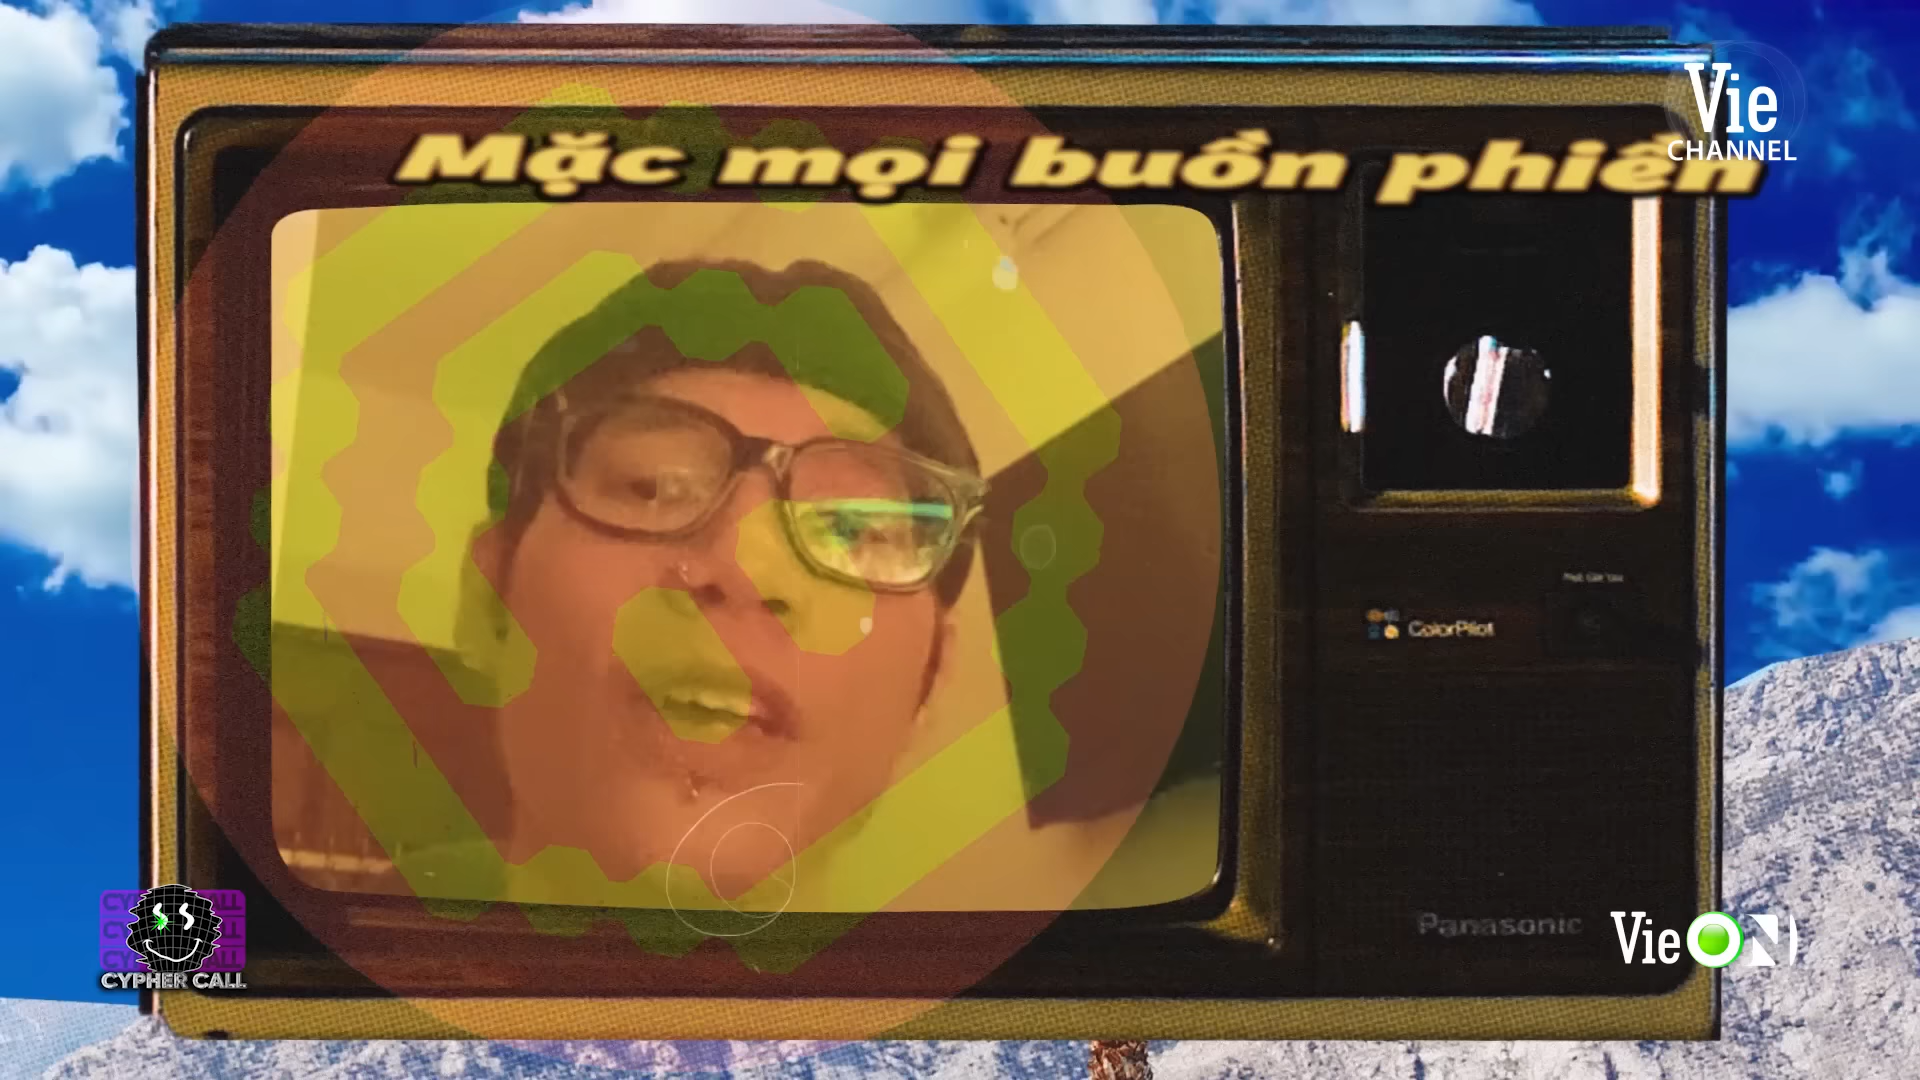 Mặc mọi buồn phiền
Vie
CHANNEL
ColorPilot
Panasonic
CYPHER CALL
VieON